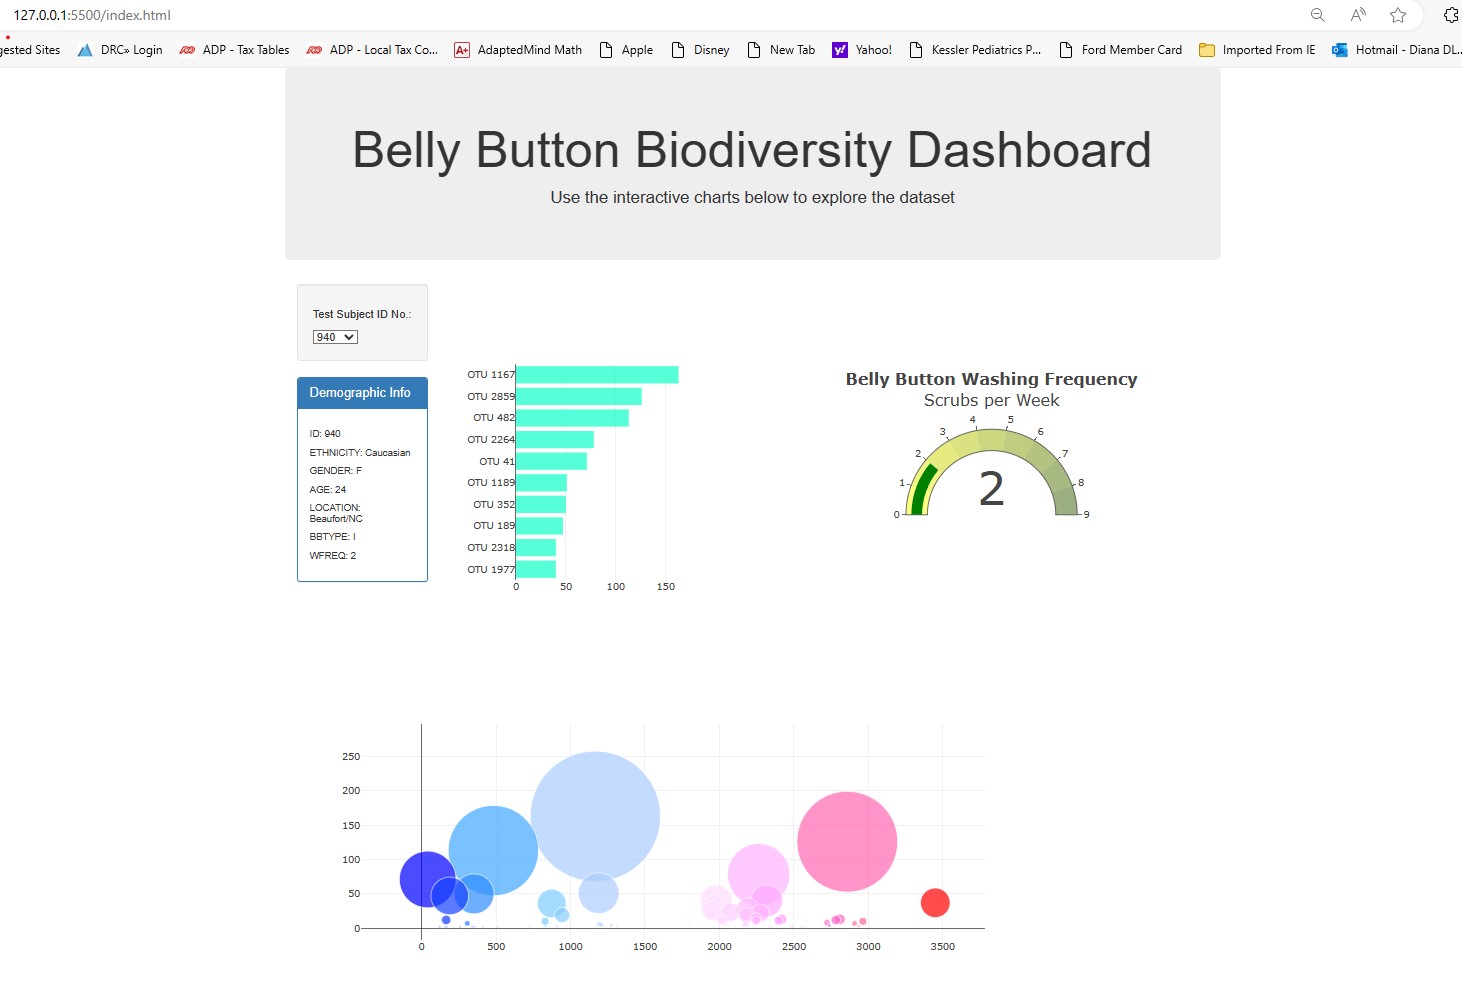 127.0.0.1:5500/index.html
gested Sites DRC» Login ADP - Tax Tables ADP - Local Tax Co... A+ AdaptedMind Math Apple Disney New Tab y! Yahoo! Kessler Pediatrics P... Ford Member Card Imported From IE Hotmail - Diana DL...
Belly Button Biodiversity Dashboard
Use the interactive charts below to explore the dataset
Test Subject ID No.:
940
Demographic Info
ID: 940
ETHNICITY: Caucasian
GENDER: F
AGE: 24
LOCATION:
Beaufort/NC
BBTYPE: I
WFREQ: 2
OTU 1167
OTU 2859
OTU 482
OTU 2264
OTU 41
OTU 1189
OTU 352
OTU 189
OTU 2318
OTU 1977
0 50 100 150
Belly Button Washing Frequency
Scrubs per Week
0 1 2 3 4 5 6 7 8 9
2
250
200
150
100
50
0
0 500 1000 1500 2000 2500 3000 3500